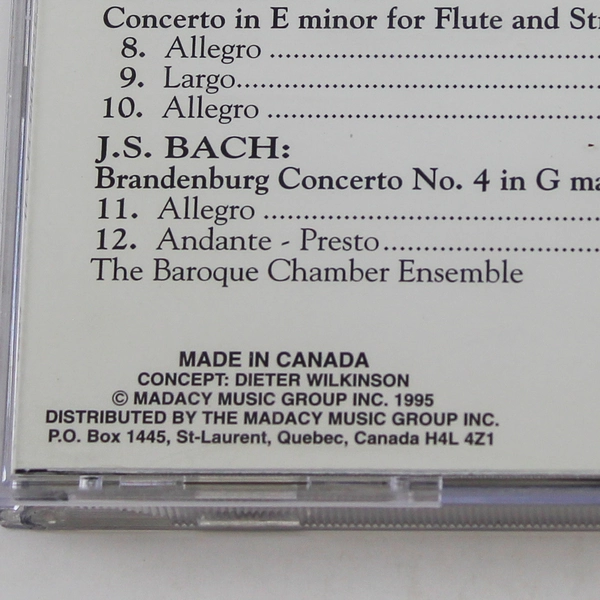 Concerto in E minor for Flute and
8. Allegro ........................................
9. Largo...........................................
10. Allegro ........................................
J.S. BACH:
Brandenburg Concerto No. 4 in G
11. Allegro ........................................
12. Andante - Presto..........................
The Baroque Chamber Ensemble
MADE IN CANADA
CONCEPT: DIETER WILKINSON
© MADACY MUSIC GROUP INC. 1995
DISTRIBUTED BY THE MADACY MUSIC GROUP INC.
P.O. Box 1445, St-Laurent, Quebec, Canada H4L 4Z1